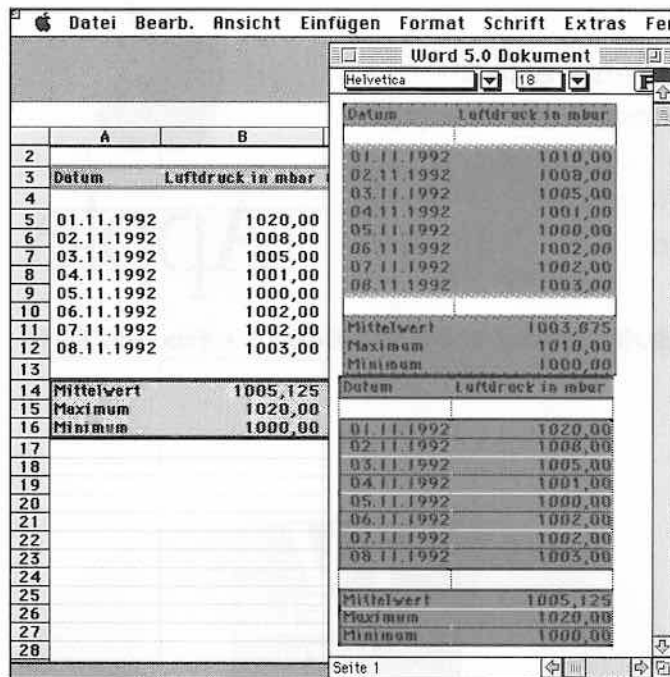 Datei Bearb. Ansicht Einfügen Format Schrift Extras
Word 5.0 Dokument
Helvetica 18
A B
2
3 Datum Luftdruck in mbar
4
5 01.11.1992 1020,00
6 02.11.1992 1008,00
7 03.11.1992 1005,00
8 04.11.1992 1001,00
9 05.11.1992 1000,00
10 06.11.1992 1002,00
11 07.11.1992 1002,00
12 08.11.1992 1003,00
13
14 Mittelwert 1005,125
15 Maximum 1020,00
16 Minimum 1000,00
17
18
19
20
21
22
23
24
25
26
27
28
Datum Luftdruck in mbar
01.11.1992 1010,00
02.11.1992 1008,00
03.11.1992 1005,00
04.11.1992 1001,00
05.11.1992 1000,00
06.11.1992 1002,00
07.11.1992 1002,00
08.11.1992 1003,00
Mittelwert 1003,875
Maximum 1010,00
Minimum 1000,00
Datum Luftdruck in mbar
01.11.1992 1020,00
02.11.1992 1008,00
03.11.1992 1005,00
04.11.1992 1001,00
05.11.1992 1000,00
06.11.1992 1002,00
07.11.1992 1002,00
08.11.1992 1003,00
Mittelwert 1005,125
Maximum 1020,00
Minimum 1000,00
Seite 1